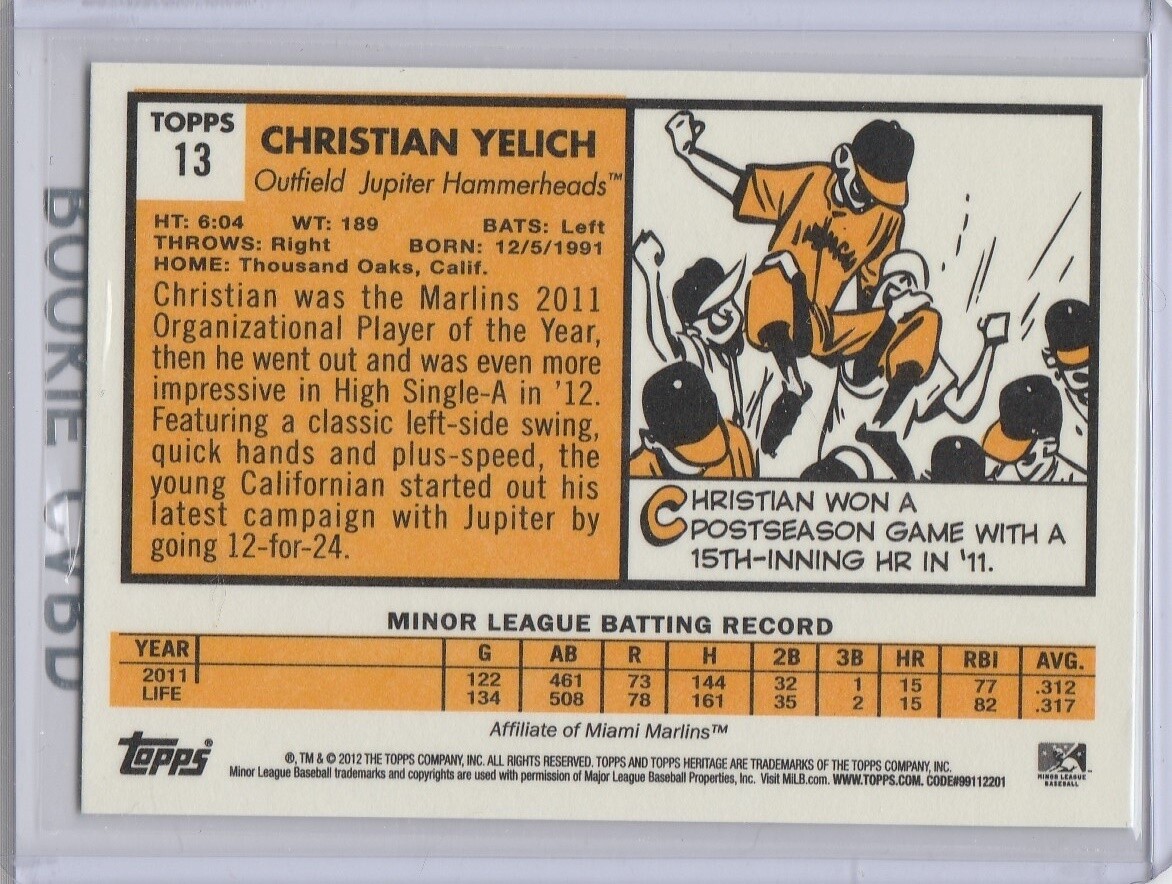 TOPPS
13
CHRISTIAN YELICH
Outfield Jupiter Hammerheads™
HT: 6:04 WT: 189 BATS: Left
THROWS: Right BORN: 12/5/1991
HOME: Thousand Oaks, Calif.
Christian was the Marlins 2011
Organizational Player of the Year,
then he went out and was even more
impressive in High Single-A in '12.
Featuring a classic left-side swing,
quick hands and plus-speed, the
young Californian started out his
latest campaign with Jupiter by
going 12-for-24.
CHRISTIAN WON A
POSTSEASON GAME WITH A
15TH-INNING HR IN '11.
MINOR LEAGUE BATTING RECORD
YEAR G AB R H 2B 3B HR RBI AVG.
2011 122 461 73 144 32 1 15 77 .312
LIFE 134 508 78 161 35 2 15 82 .317
Affiliate of Miami Marlins™
topps®
®, TM & © 2012 THE TOPPS COMPANY, INC. ALL RIGHTS RESERVED. TOPPS AND TOPPS HERITAGE ARE TRADEMARKS OF THE TOPPS COMPANY, INC.
Minor League Baseball trademarks and copyrights are used with permission of Major League Baseball Properties, Inc. Visit MiLB.com. WWW.TOPPS.COM. CODE#99112201
MINOR LEAGUE
BASEBALL
ROOKIE CARD